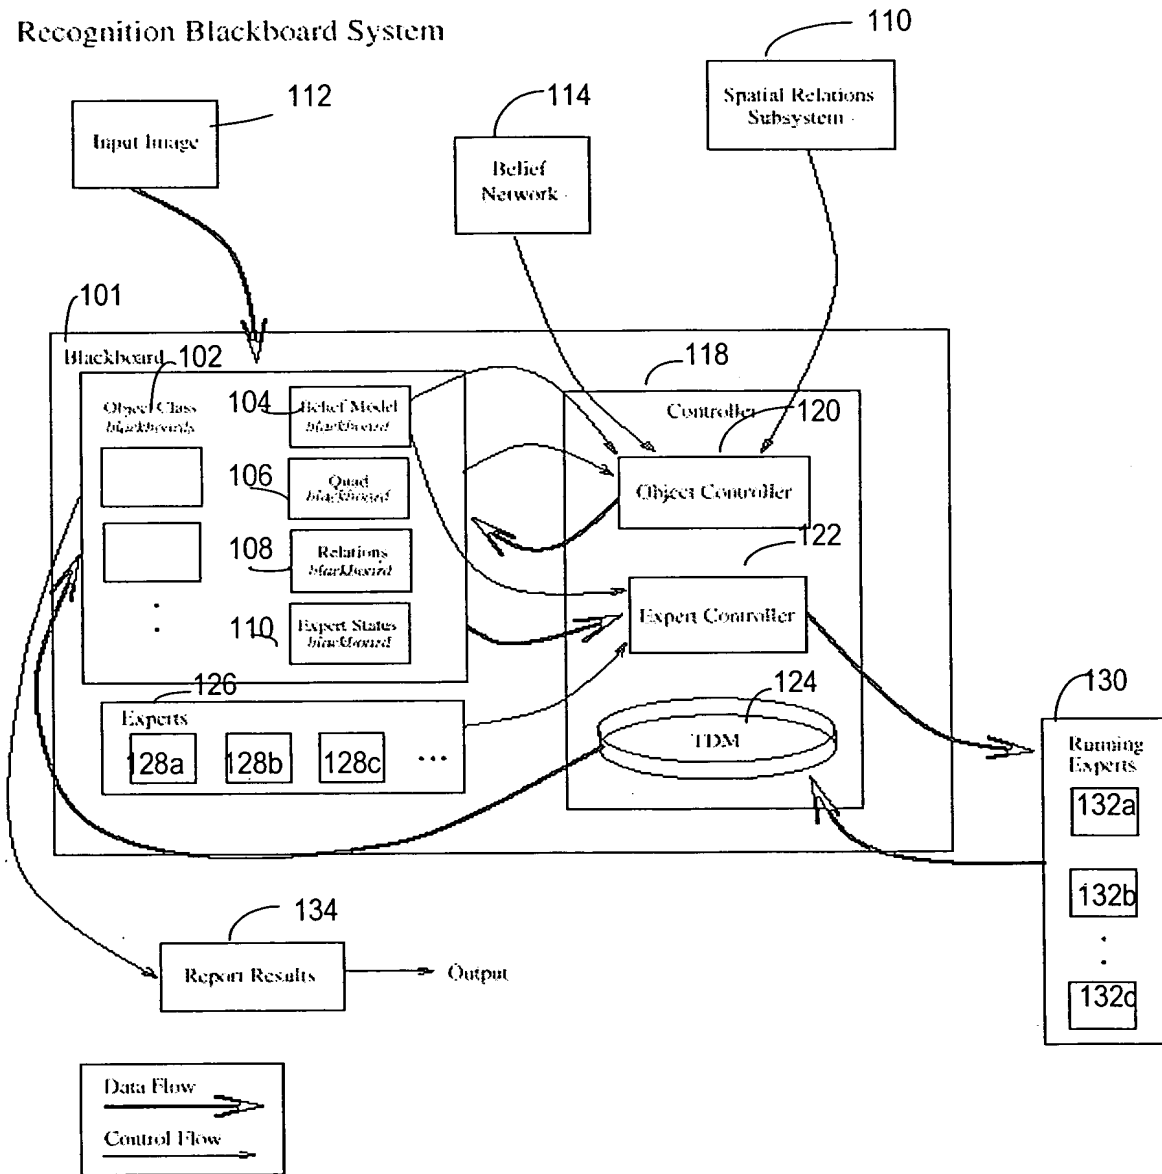 Recognition Blackboard System
110
112
114
Spatial Relations
Subsystem
Input Image
Belief
Network
101
Blackboard
102
118
Object Class
blackboards
104
Belief Model
blackboard
Controller
120
106
Quad
blackboard
Object Controller
108
Relations
blackboard
122
110
Expert Status
blackboard
Expert Controller
126
Experts
128a
128b
128c
...
124
TDM
130
Running
Experts
132a
132b
132c
134
Report Results
Output
Data Flow
Control Flow